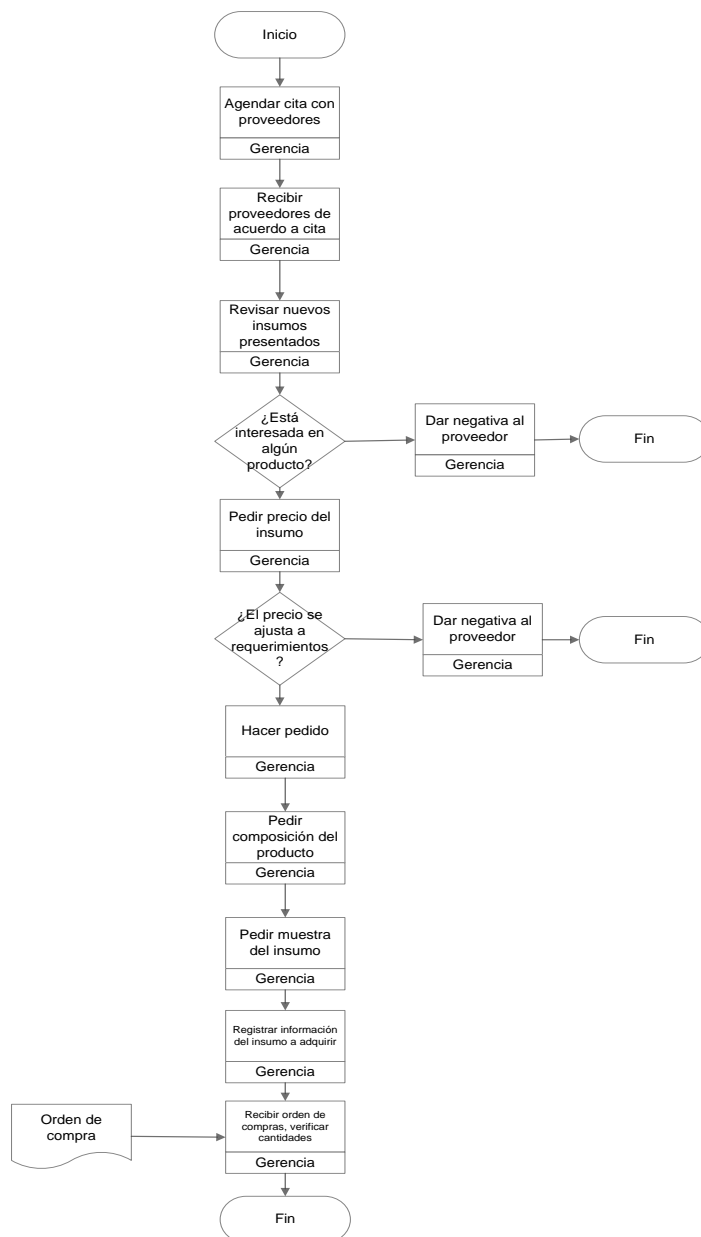 Inicio
Agendar cita con
proveedores
Gerencia
Recibir
proveedores de
acuerdo a cita
Gerencia
Revisar nuevos
insumos
presentados
Gerencia
¿Está
interesada en
algún
producto?
Dar negativa al
proveedor
Gerencia
Fin
Pedir precio del
insumo
Gerencia
¿El precio se
ajusta a
requerimientos
?
Dar negativa al
proveedor
Gerencia
Fin
Hacer pedido
Gerencia
Pedir
composición del
producto
Gerencia
Pedir muestra
del insumo
Gerencia
Registrar información
del insumo a adquirir
Gerencia
Orden de
compra
Recibir orden de
compras, verificar
cantidades
Gerencia
Fin